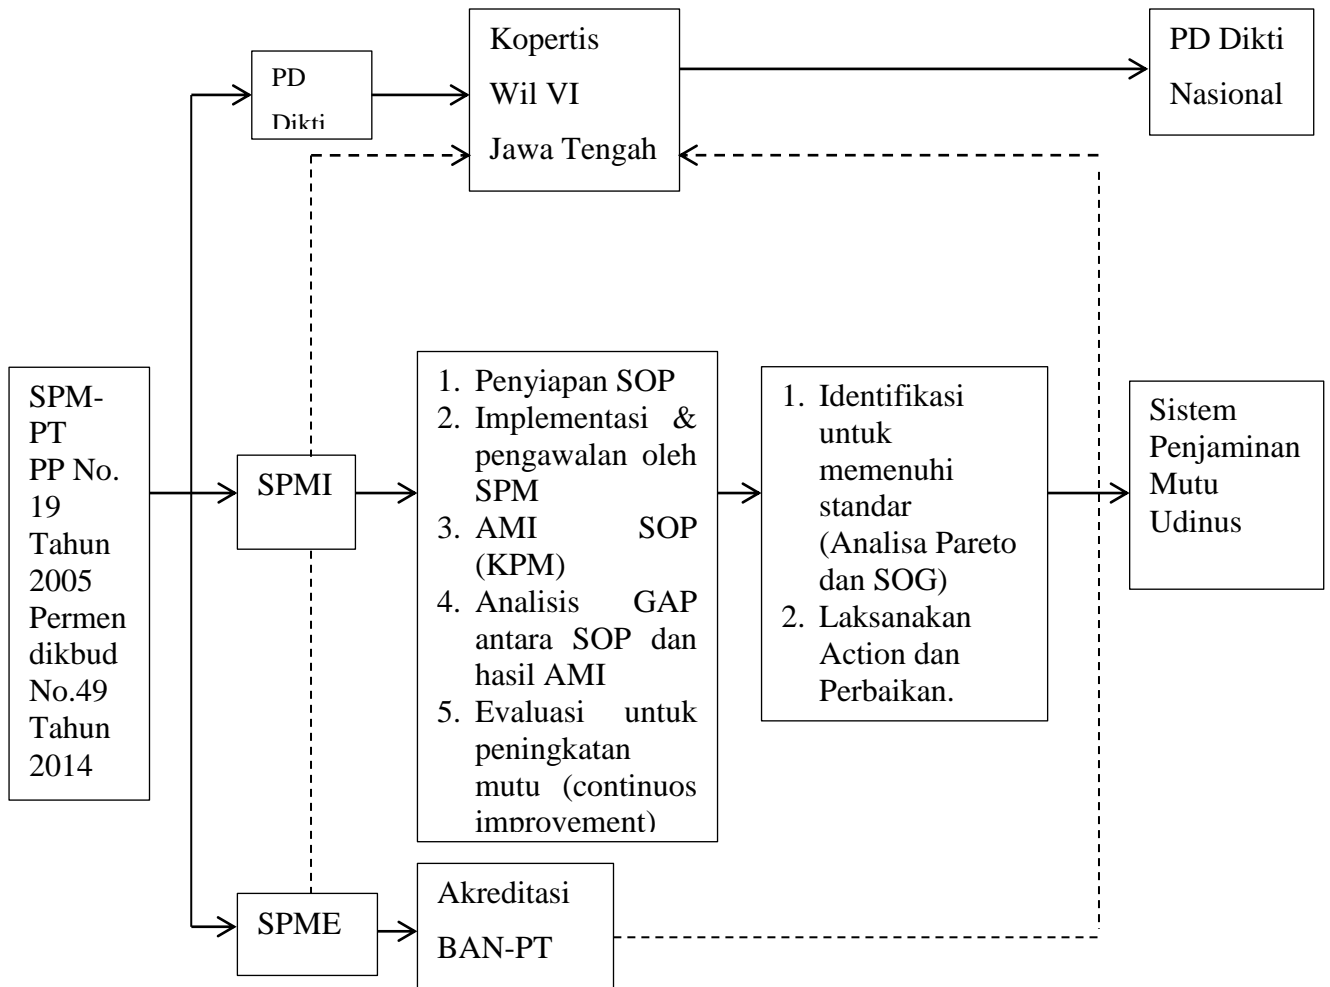 PD
Dikti
Kopertis
Wil VI
Jawa Tengah
PD Dikti
Nasional
SPM-
PT
PP No.
19
Tahun
2005
Permen
dikbud
No.49
Tahun
2014
SPMI
1. Penyiapan SOP
2. Implementasi &
pengawalan oleh
SPM
3. AMI SOP
(KPM)
4. Analisis GAP
antara SOP dan
hasil AMI
5. Evaluasi untuk
peningkatan
mutu (continuos
improvement)
1. Identifikasi
untuk
memenuhi
standar
(Analisa Pareto
dan SOG)
2. Laksanakan
Action dan
Perbaikan.
Sistem
Penjaminan
Mutu
Udinus
SPME
Akreditasi
BAN-PT